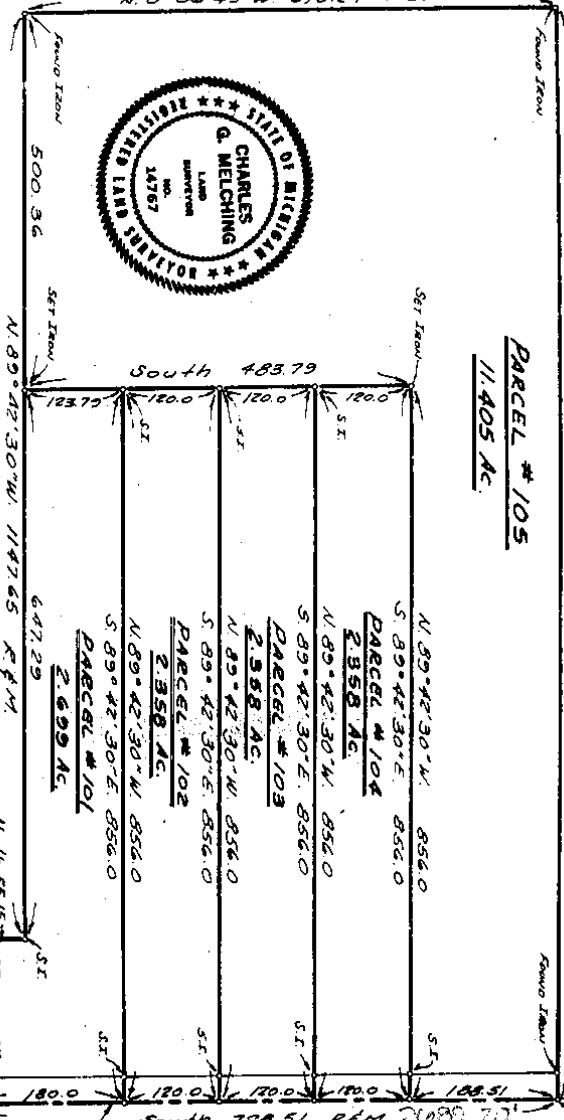 FOUND IRON
FOUND IRON
STATE OF MICHIGAN
CHARLES
G. MELCHING
LAND
SURVEYOR
NO.
14767
REGISTERED LAND SURVEYOR
500.36
SET IRON
SET IRON
South 483.79
123.79
120.0
120.0
120.0
S.I.
S.I.
S.I.
PARCEL #105
11.405 Ac.
N. 89°42'30"W. 856.0
S 89°42'30"E. 856.0
PARCEL #104
2.358 Ac.
N. 89°42'30"W. 856.0
S 89°42'30"E. 856.0
PARCEL #103
2.358 Ac.
N. 89°42'30"W. 856.0
S 89°42'30"E. 856.0
PARCEL #102
2.358 Ac.
N. 89°42'30"W. 856.0
S 89°42'30"E. 856.0
PARCEL #101
2.699 Ac.
647.29
N. 89°42'30"W. 1147.65 R&M.
FOUND IRON
S.I.
S.I.
S.I.
S.I.
S.I.
180.0
120.0
120.0
120.0
188.51
South 728.51 R&M